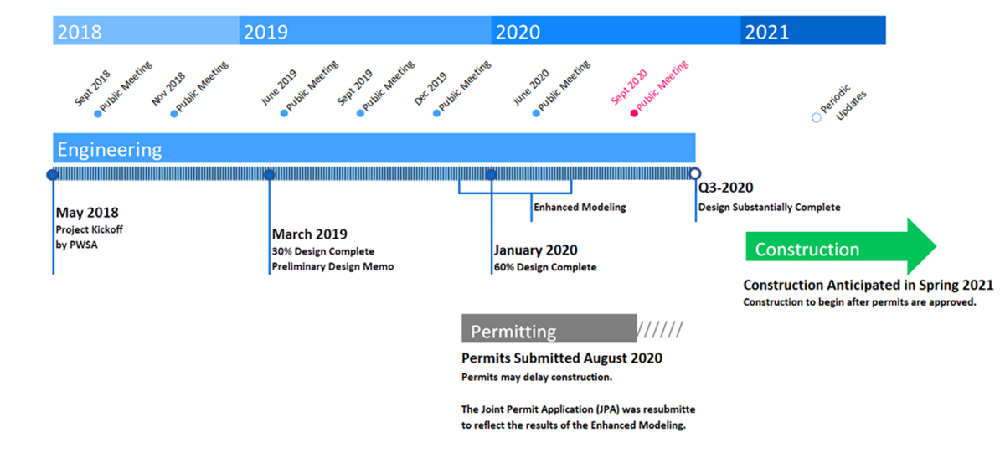 2018
2019
2020
2021
Sept 2018
Public Meeting
Nov 2018
Public Meeting
June 2019
Public Meeting
Sept 2019
Public Meeting
Dec 2019
Public Meeting
June 2020
Public Meeting
Sept 2020
Public Meeting
Periodic
Updates
Engineering
May 2018
Project Kickoff
by PWSA
March 2019
30% Design Complete
Preliminary Design Memo
January 2020
60% Design Complete
Enhanced Modeling
Q3-2020
Design Substantially Complete
Construction
Construction Anticipated in Spring 2021
Construction to begin after permits are approved.
Permitting
Permits Submitted August 2020
Permits may delay construction.
The Joint Permit Application (JPA) was resubmitte
to reflect the results of the Enhanced Modeling.